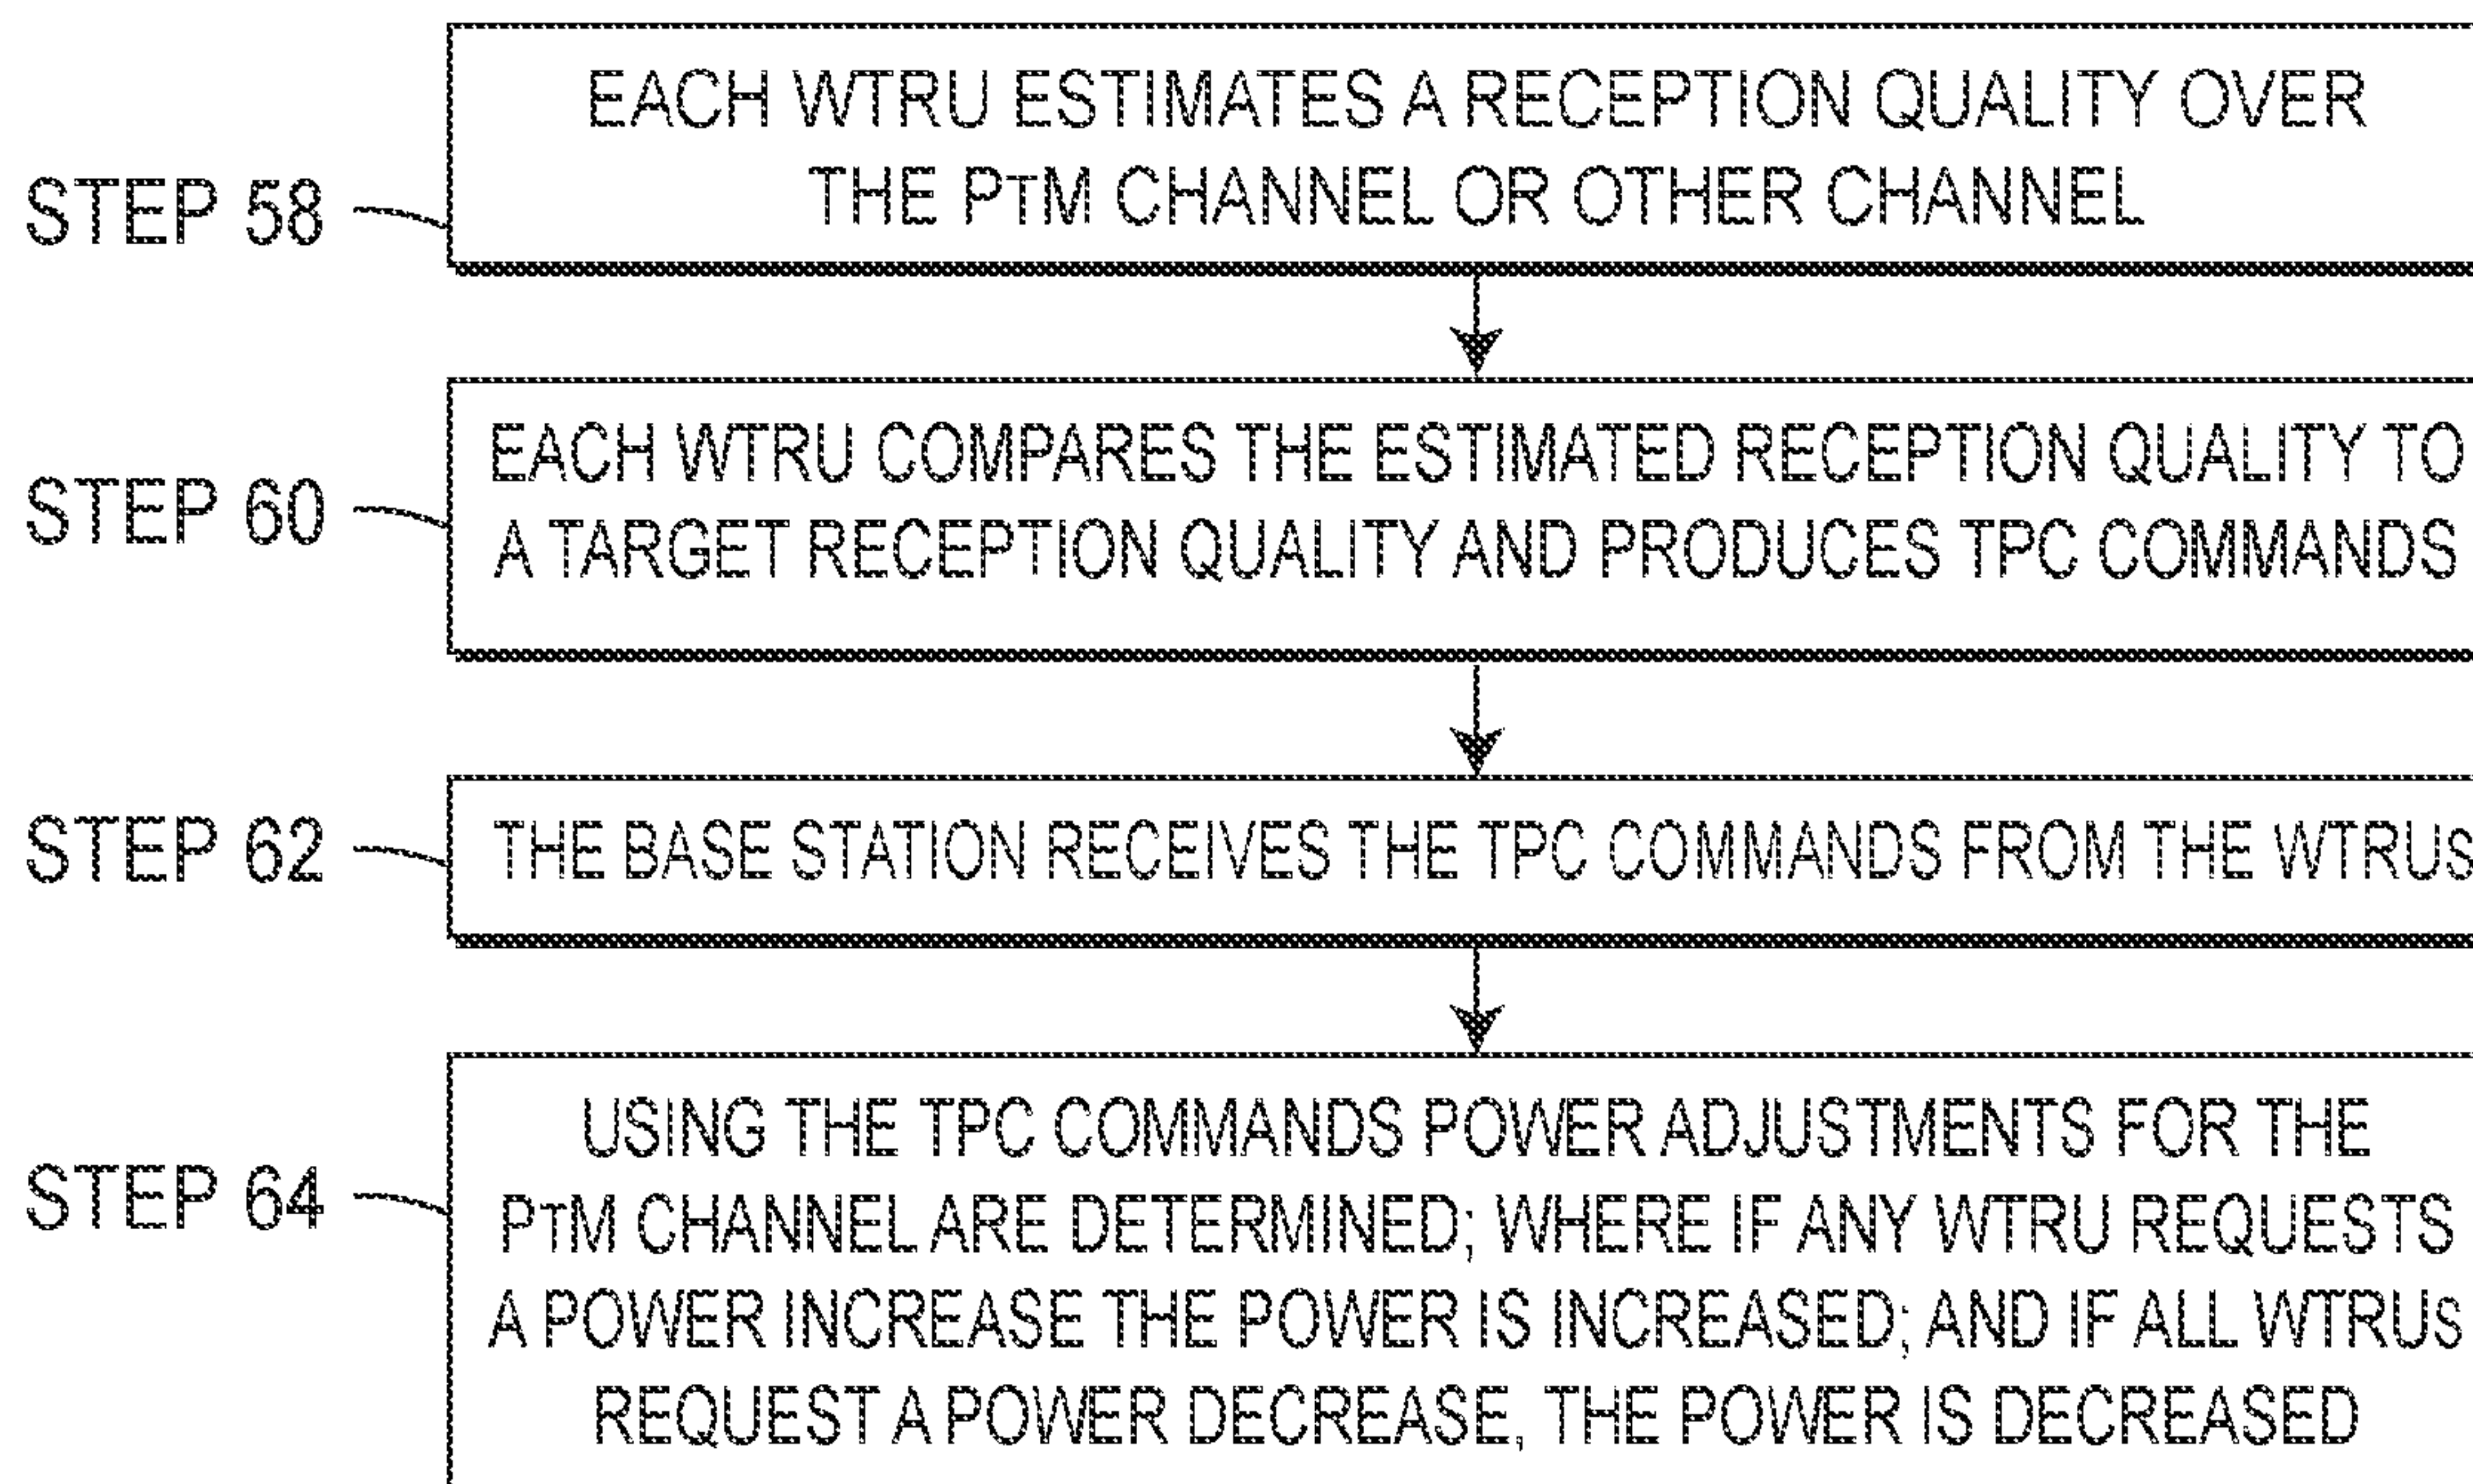 EACH WTRU ESTIMATES A RECEPTION QUALITY OVER
THE PTM CHANNEL OR OTHER CHANNEL
STEP 58
EACH WTRU COMPARES THE ESTIMATED RECEPTION QUALITY TO
A TARGET RECEPTION QUALITY AND PRODUCES TPC COMMANDS
STEP 60
THE BASE STATION RECEIVES THE TPC COMMANDS FROM THE WTRUs
STEP 62
USING THE TPC COMMANDS POWER ADJUSTMENTS FOR THE
PTM CHANNEL ARE DETERMINED; WHERE IF ANY WTRU REQUESTS
A POWER INCREASE THE POWER IS INCREASED; AND IF ALL WTRUs
REQUEST A POWER DECREASE, THE POWER IS DECREASED
STEP 64